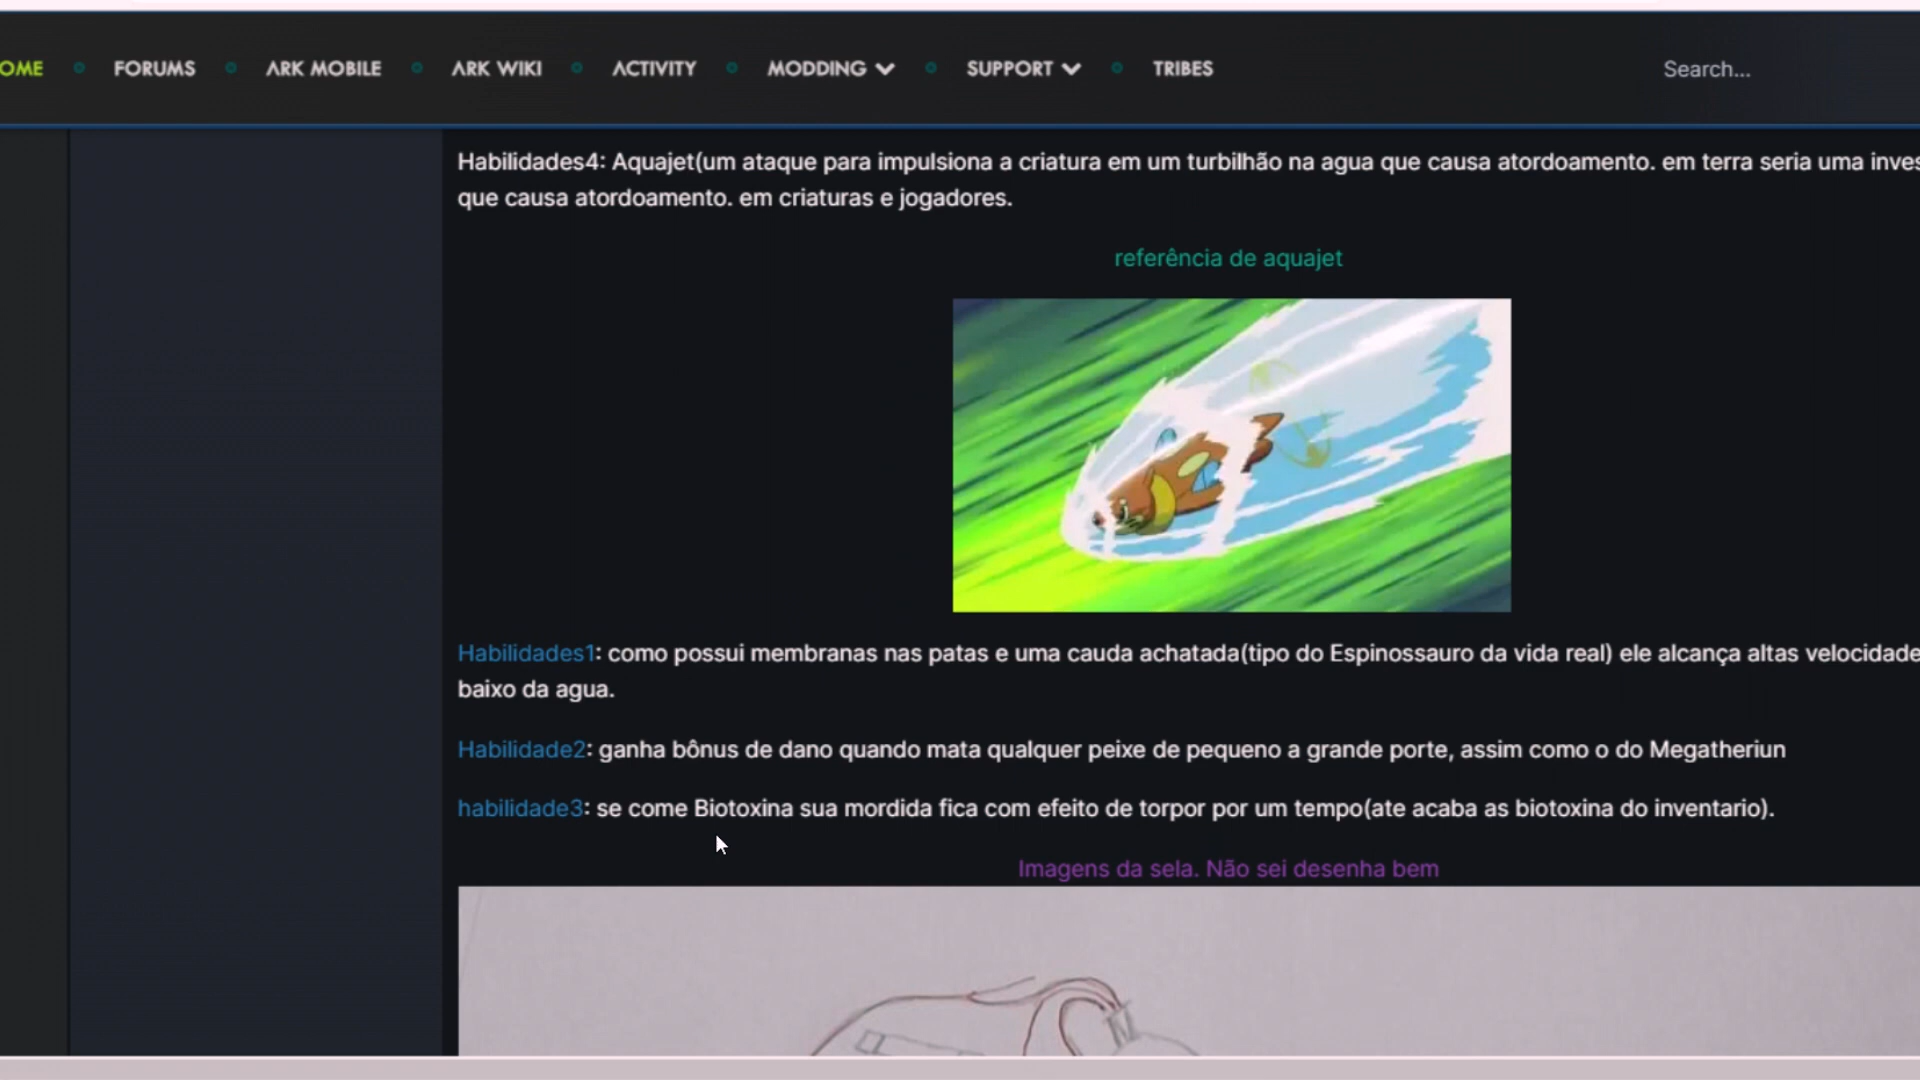 OME FORUMS ARK MOBILE ARK WIKI ACTIVITY MODDING SUPPORT TRIBES Search...
Habilidades4: Aquajet(um ataque para impulsiona a criatura em um turbilhão na agua que causa atordoamento. em terra seria uma inves
que causa atordoamento. em criaturas e jogadores.
referência de aquajet
Habilidades1: como possui membranas nas patas e uma cauda achatada(tipo do Espinossauro da vida real) ele alcança altas velocidade
baixo da agua.
Habilidade2: ganha bônus de dano quando mata qualquer peixe de pequeno a grande porte, assim como o do Megatheriun
habilidade3: se come Biotoxina sua mordida fica com efeito de torpor por um tempo(ate acaba as biotoxina do inventario).
Imagens da sela. Não sei desenha bem